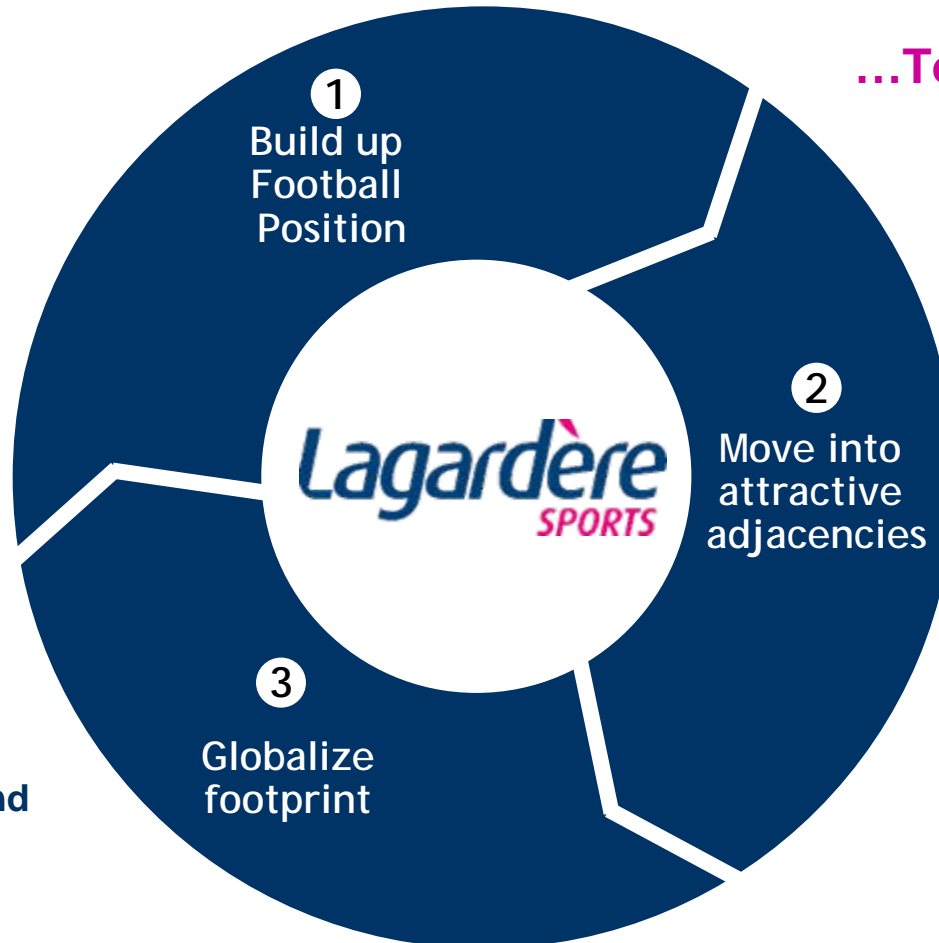 1
Build up
Football
Position
2
Move into
attractive
adjacencies
Lagardère
SPORTS
3
Globalize
footprint